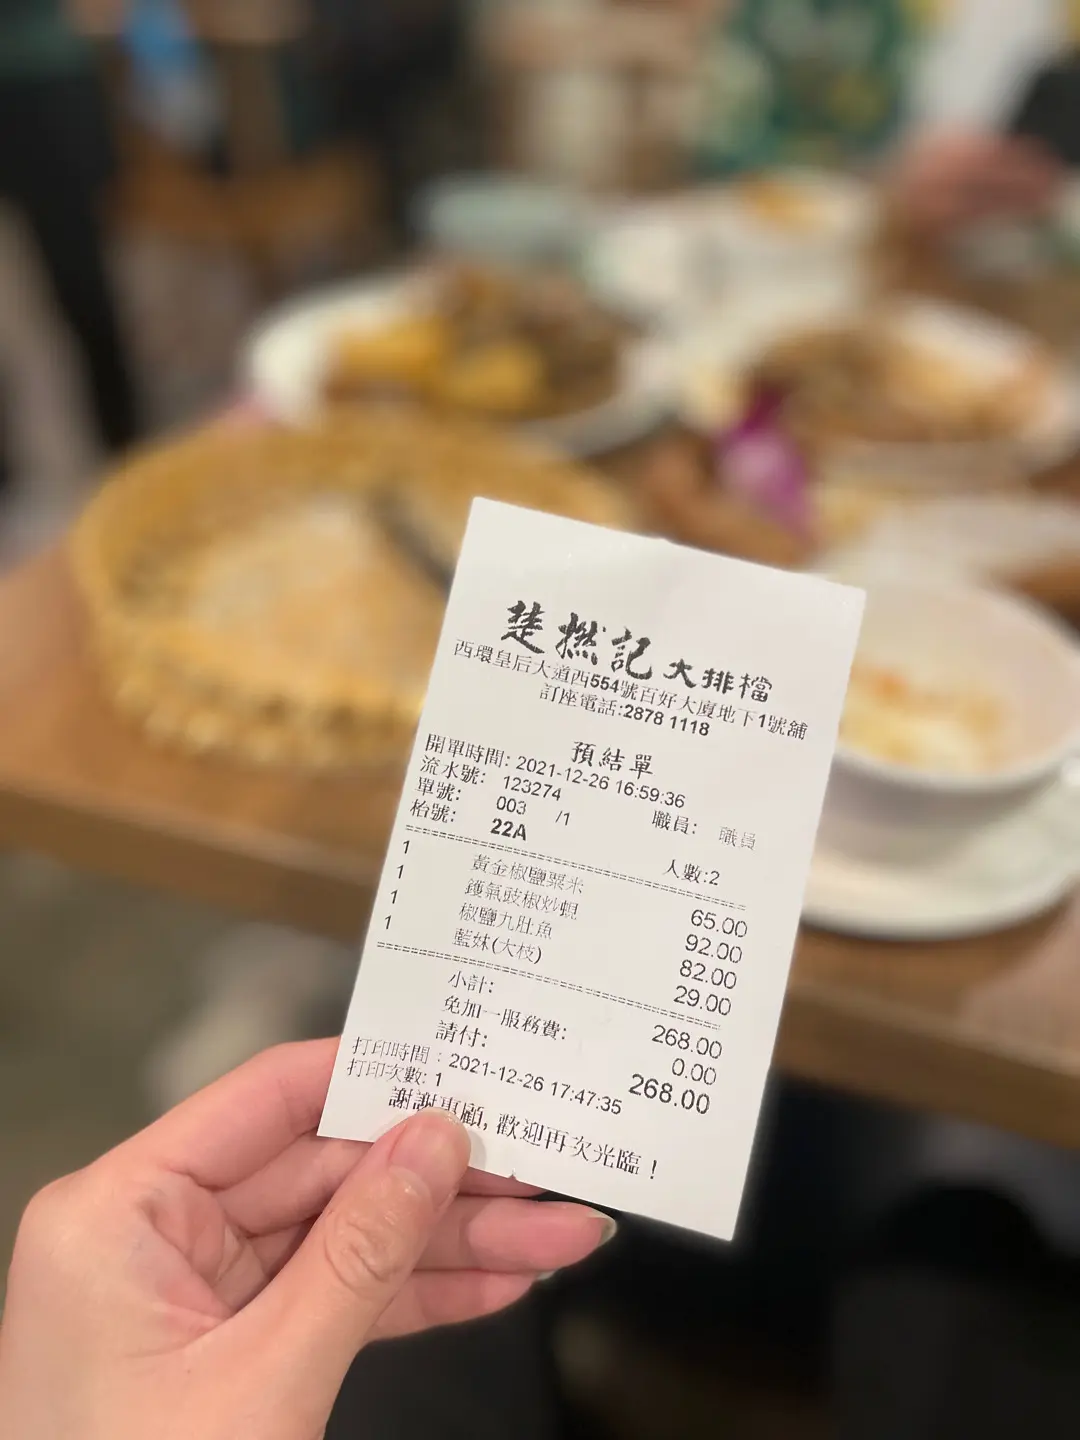 楚撚記大排檔
西環皇后大道西554號百好大廈地下1號舖
訂座電話:2878 1118
預結單
開單時間: 2021-12-26 16:59:36
流水號: 123274 職員: 職員
單號: 003 /1
枱號: 22A 人數:2
1 黃金椒鹽粟米 65.00
1 鑊氣豉椒炒蜆 92.00
1 椒鹽九肚魚 82.00
1 藍妹(大枝) 29.00
小計: 268.00
免加一服務費: 0.00
請付: 268.00
打印時間: 2021-12-26 17:47:35
打印次數: 1
謝謝惠顧, 歡迎再次光臨!